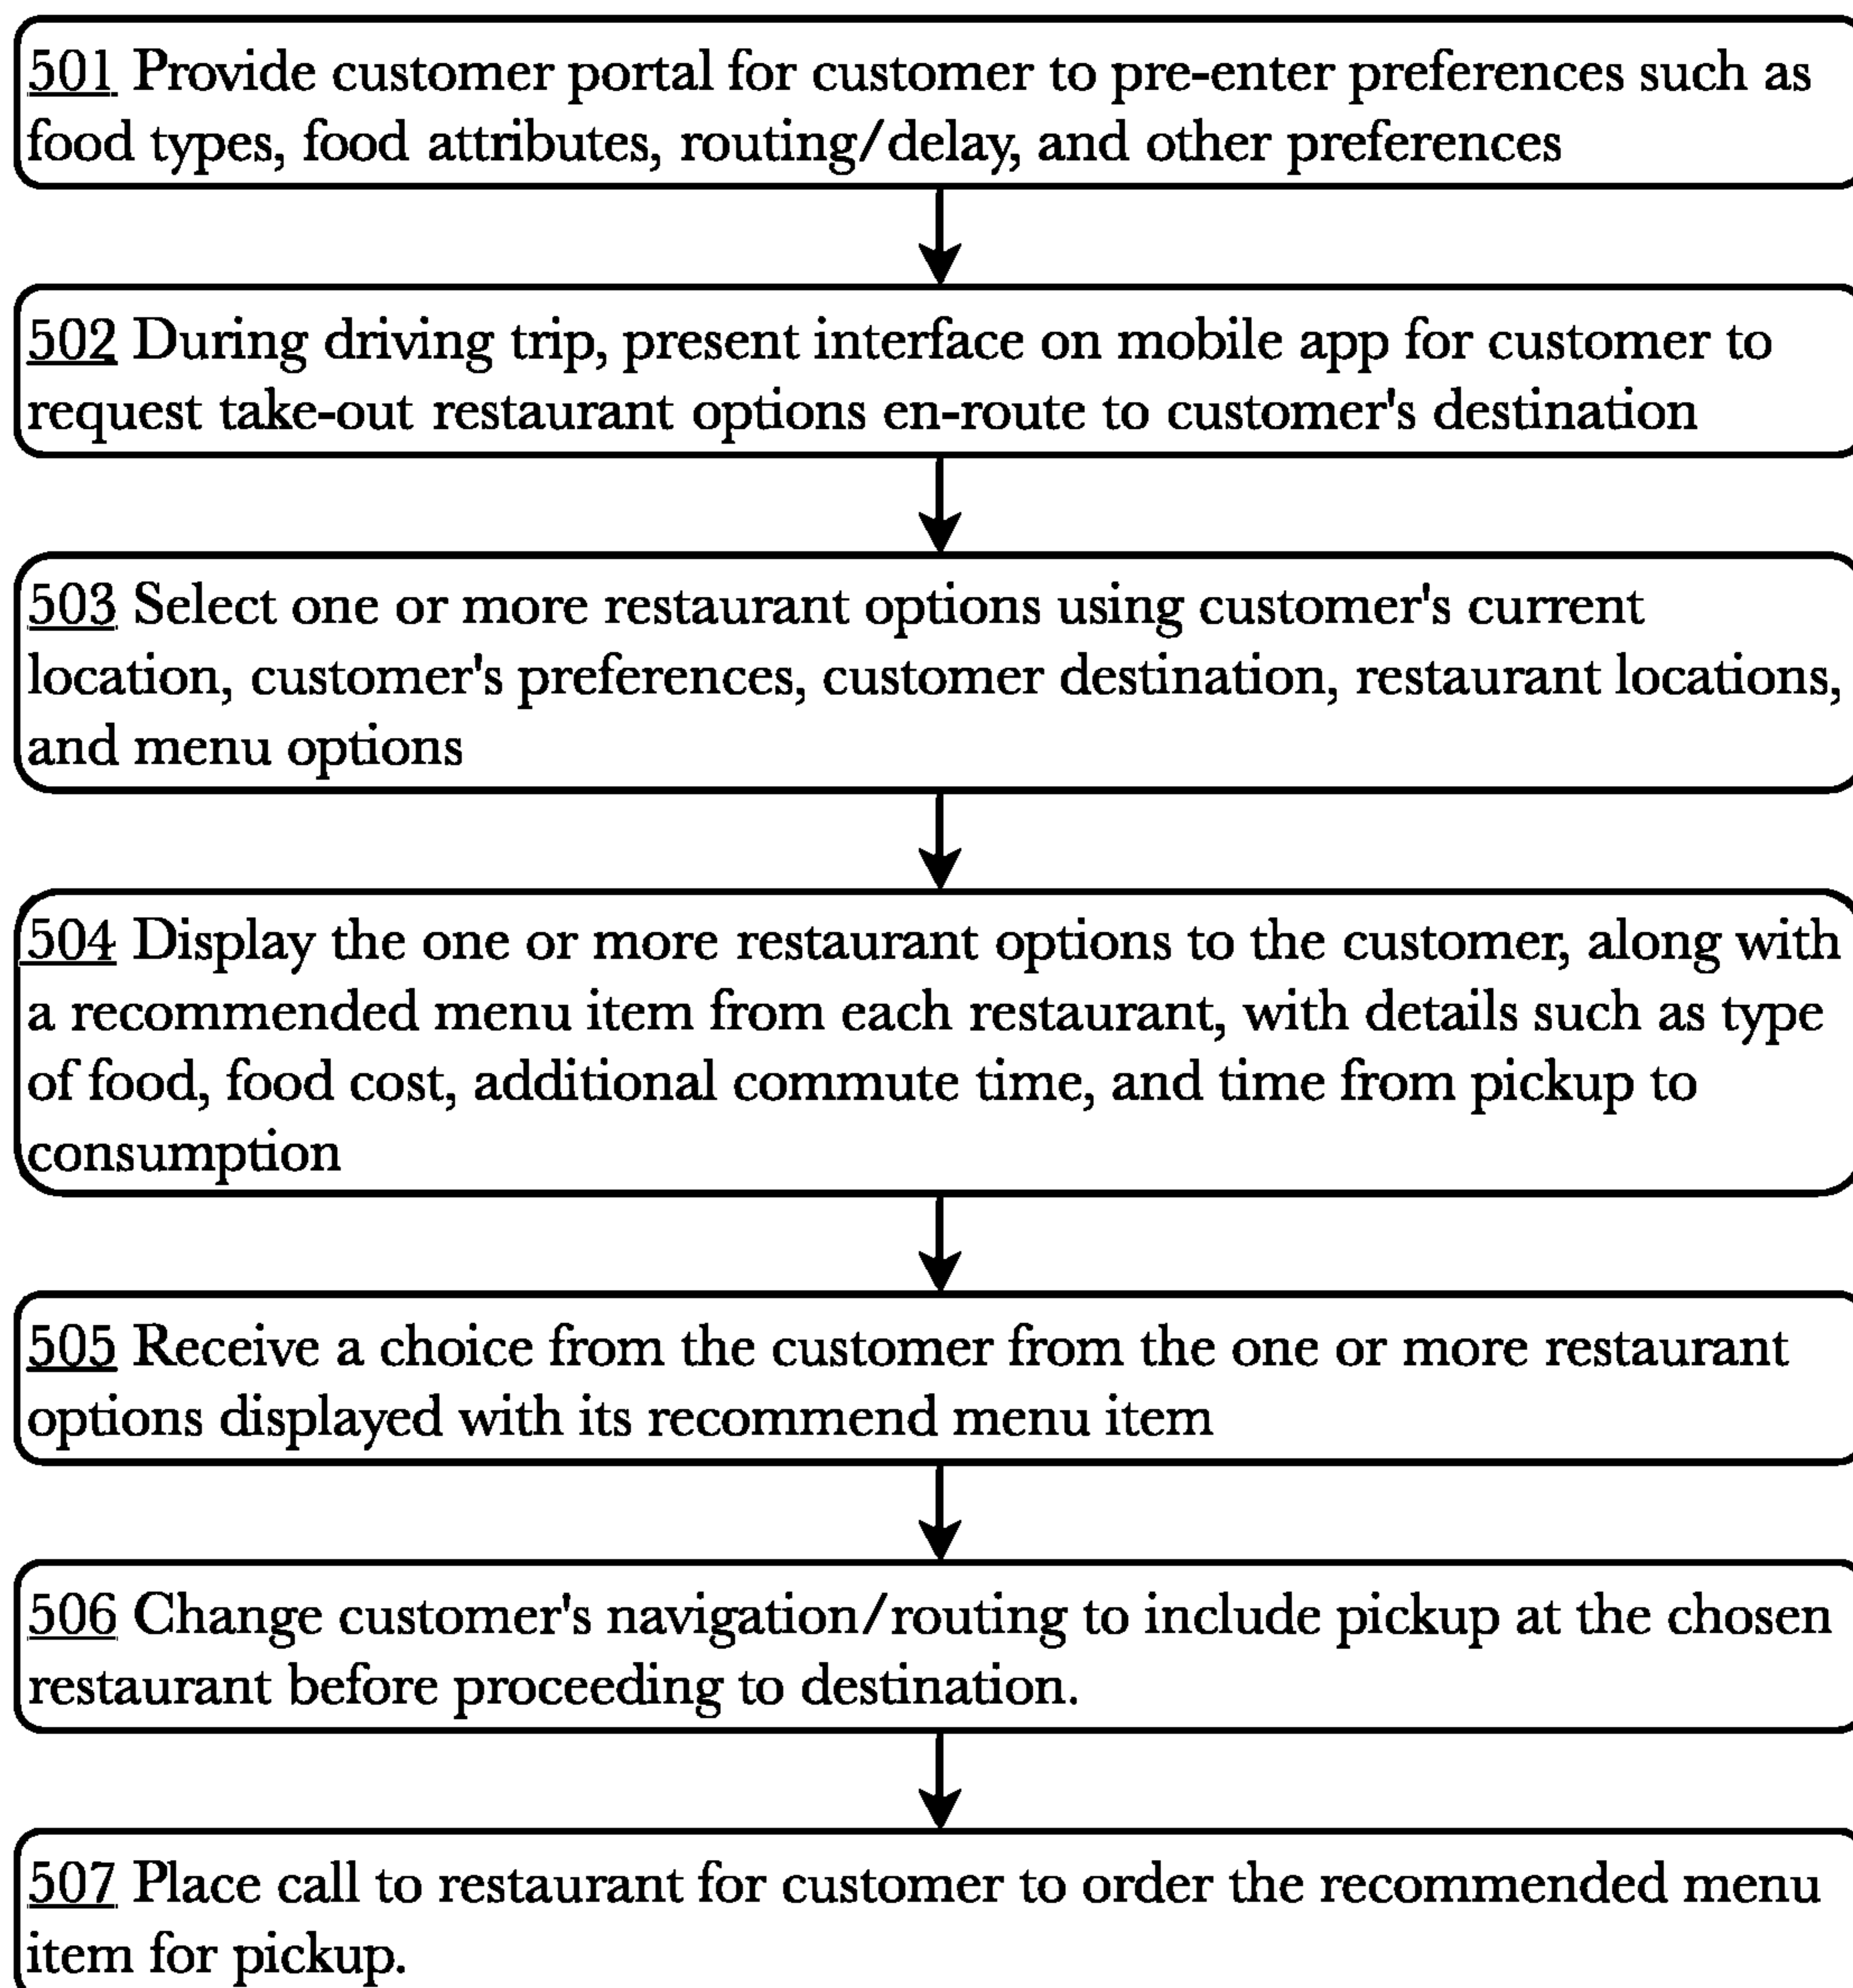 501 Provide customer portal for customer to pre-enter preferences such as
food types, food attributes, routing/delay, and other preferences
502 During driving trip, present interface on mobile app for customer to
request take-out restaurant options en-route to customer's destination
503 Select one or more restaurant options using customer's current
location, customer's preferences, customer destination, restaurant locations,
and menu options
504 Display the one or more restaurant options to the customer, along with
a recommended menu item from each restaurant, with details such as type
of food, food cost, additional commute time, and time from pickup to
consumption
505 Receive a choice from the customer from the one or more restaurant
options displayed with its recommend menu item
506 Change customer's navigation/routing to include pickup at the chosen
restaurant before proceeding to destination.
507 Place call to restaurant for customer to order the recommended menu
item for pickup.